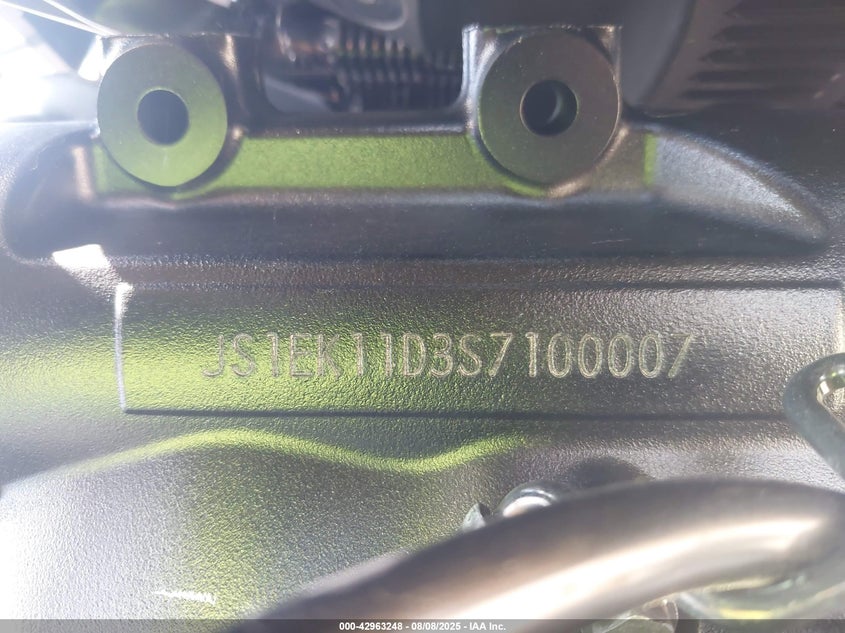 JS1EK11D3S7100007
000-42963248 - 08/08/2025 - IAA Inc.